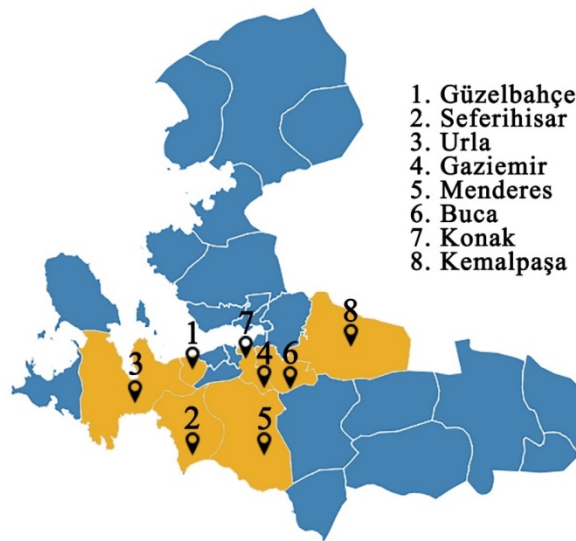 1. Güzelbahçe
2. Seferihisar
3. Urla
4. Gaziemir
5. Menderes
6. Buca
7. Konak
8. Kemalpaşa
8
7
1
3
4
6
2
5